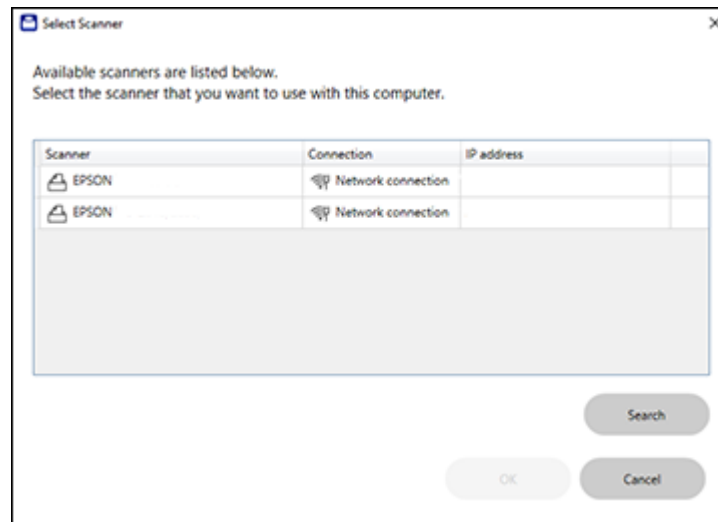 Select Scanner
Available scanners are listed below.
Select the scanner that you want to use with this computer.
Scanner Connection IP address
EPSON Network connection
EPSON Network connection
Search
OK Cancel